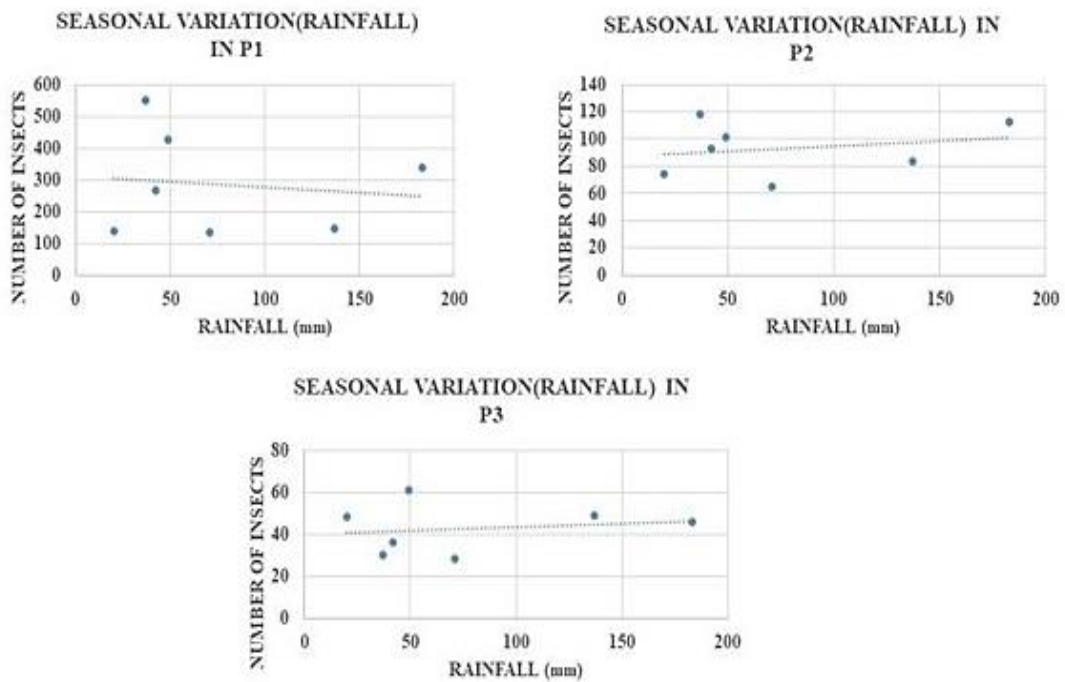 SEASONAL VARIATION(RAINFALL)
IN P1
NUMBER OF INSECTS
600
500
400
300
200
100
0
0 50 100 150 200
RAINFALL (mm)
SEASONAL VARIATION(RAINFALL) IN
P2
NUMBER OF INSECTS
140
120
100
80
60
40
20
0
0 50 100 150 200
RAINFALL (mm)
SEASONAL VARIATION(RAINFALL) IN
P3
NUMBER OF INSECTS
80
60
40
20
0
0 50 100 150 200
RAINFALL (mm)